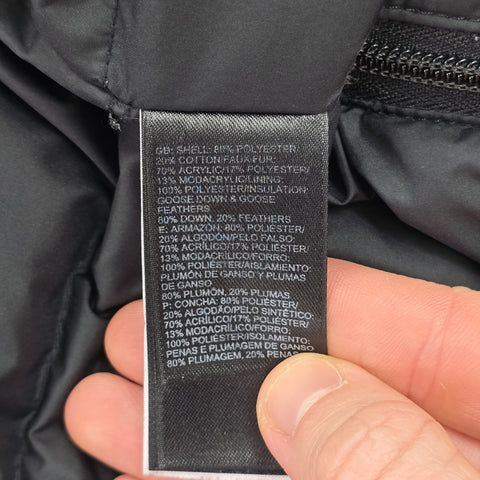 GB: SHELL: 80% POLYESTER/
20% COTTON/FAUX FUR:
70% ACRYLIC/17% POLYESTER/
13% MODACRYLIC/LINING:
100% POLYESTER/INSULATION:
GOOSE DOWN & GOOSE
FEATHERS
80% DOWN, 20% FEATHERS
E: ARMAZÓN: 80% POLIÉSTER/
20% ALGODÓN/PELO FALSO:
70% ACRÍLICO/17% POLIÉSTER/
13% MODACRÍLICO/FORRO:
100% POLIÉSTER/AISLAMIENTO:
PLUMÓN DE GANSO Y PLUMAS
DE GANSO
80% PLUMÓN, 20% PLUMAS
P: CONCHA: 80% POLIÉSTER/
20% ALGODÃO/PELO SINTÉTICO:
70% ACRÍLICO/17% POLIÉSTER/
13% MODACRÍLICO/FORRO:
100% POLIÉSTER/ISOLAMENTO:
PENAS E PLUMAGEM DE GANSO
80% PLUMAGEM, 20% PENAS